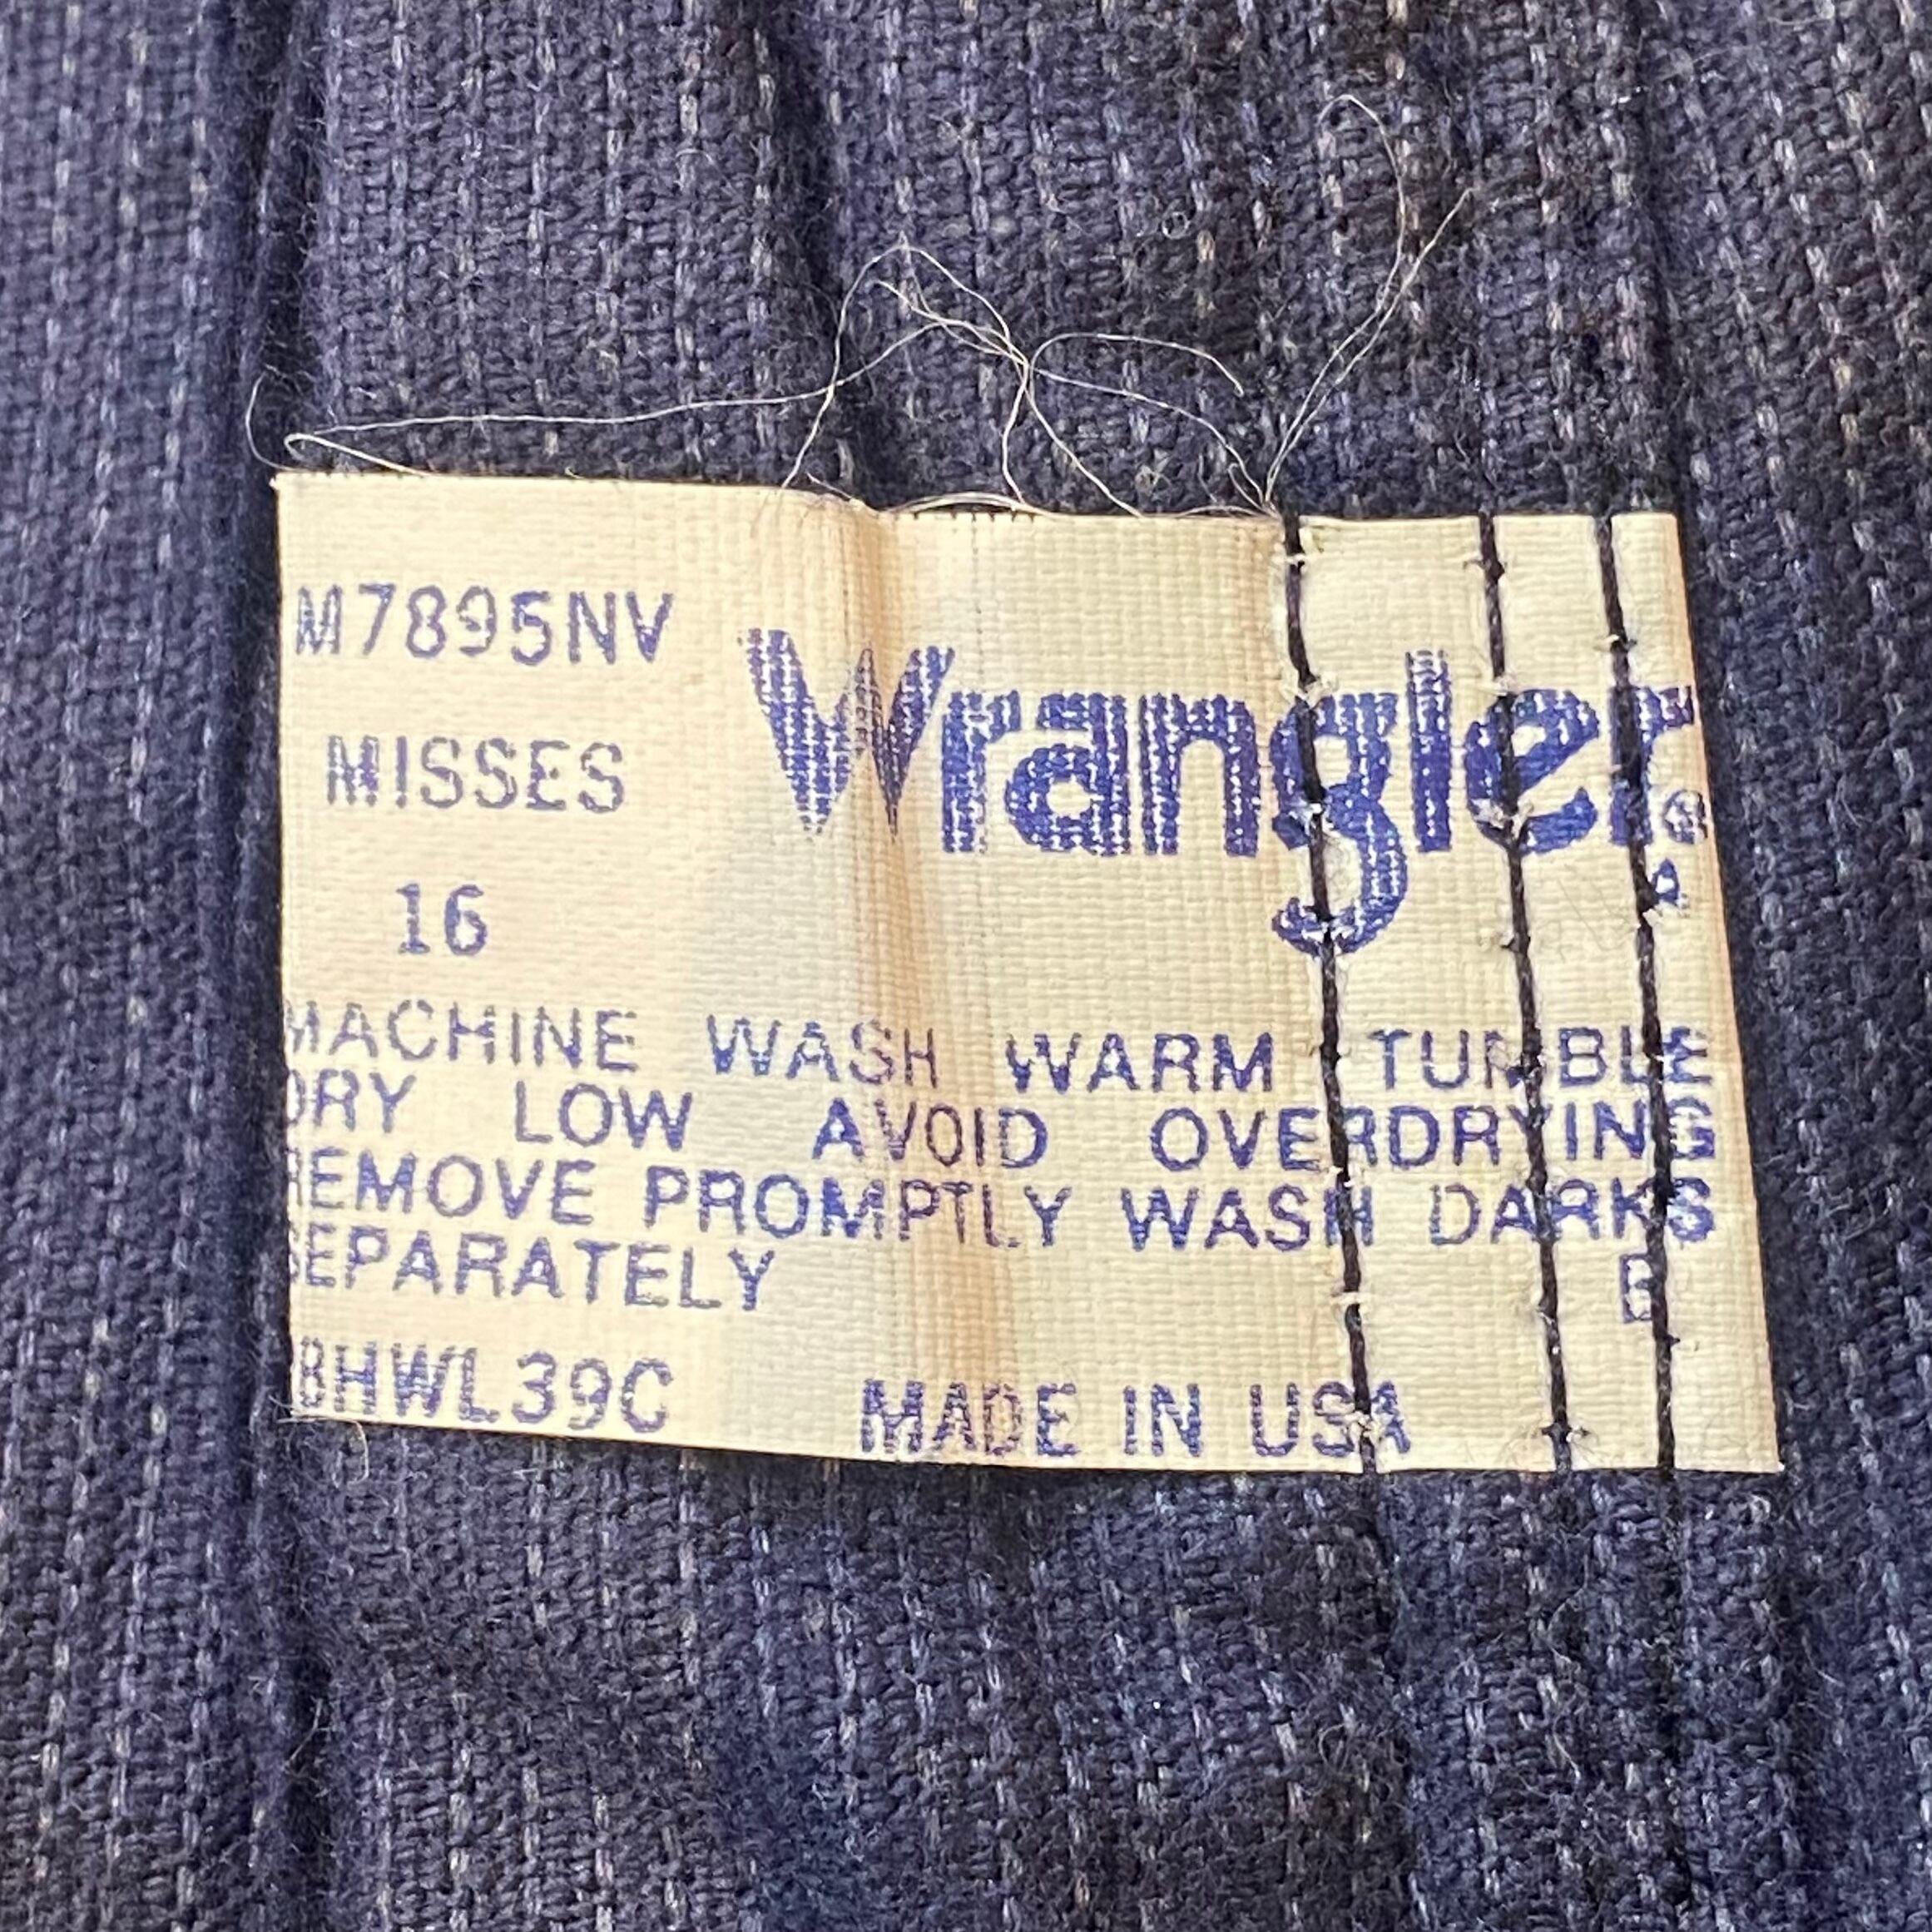 M7895NV
Wrangler®
MISSES
A
16
MACHINE WASH WARM TUMBLE
DRY LOW AVOID OVERDRYING
REMOVE PROMPTLY WASH DARKS
SEPARATELY
BHWL39C MADE IN USA